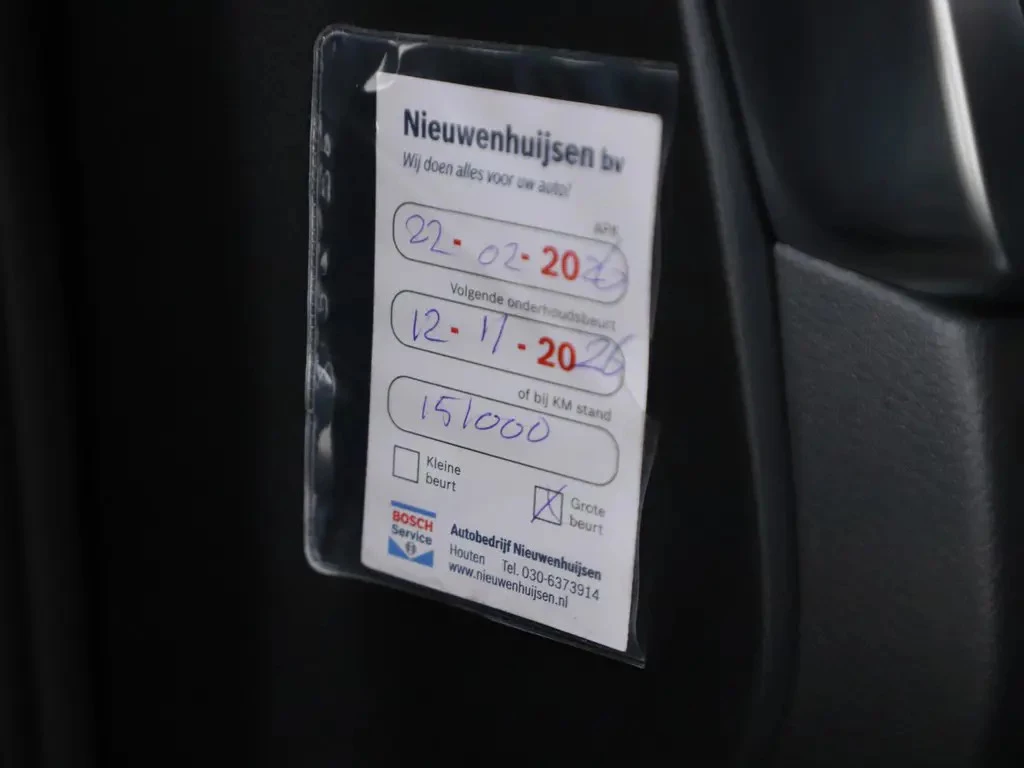 Nieuwenhuijsen bv
Wij doen alles voor uw auto!
APK
22 - 02 - 20
Volgende onderhoudsbeurt
12 - 11 - 2026
of bij KM stand
151000
Kleine
beurt
Grote
beurt
BOSCH
Service
Autobedrijf Nieuwenhuijsen
Houten Tel. 030-6373914
www.nieuwenhuijsen.nl